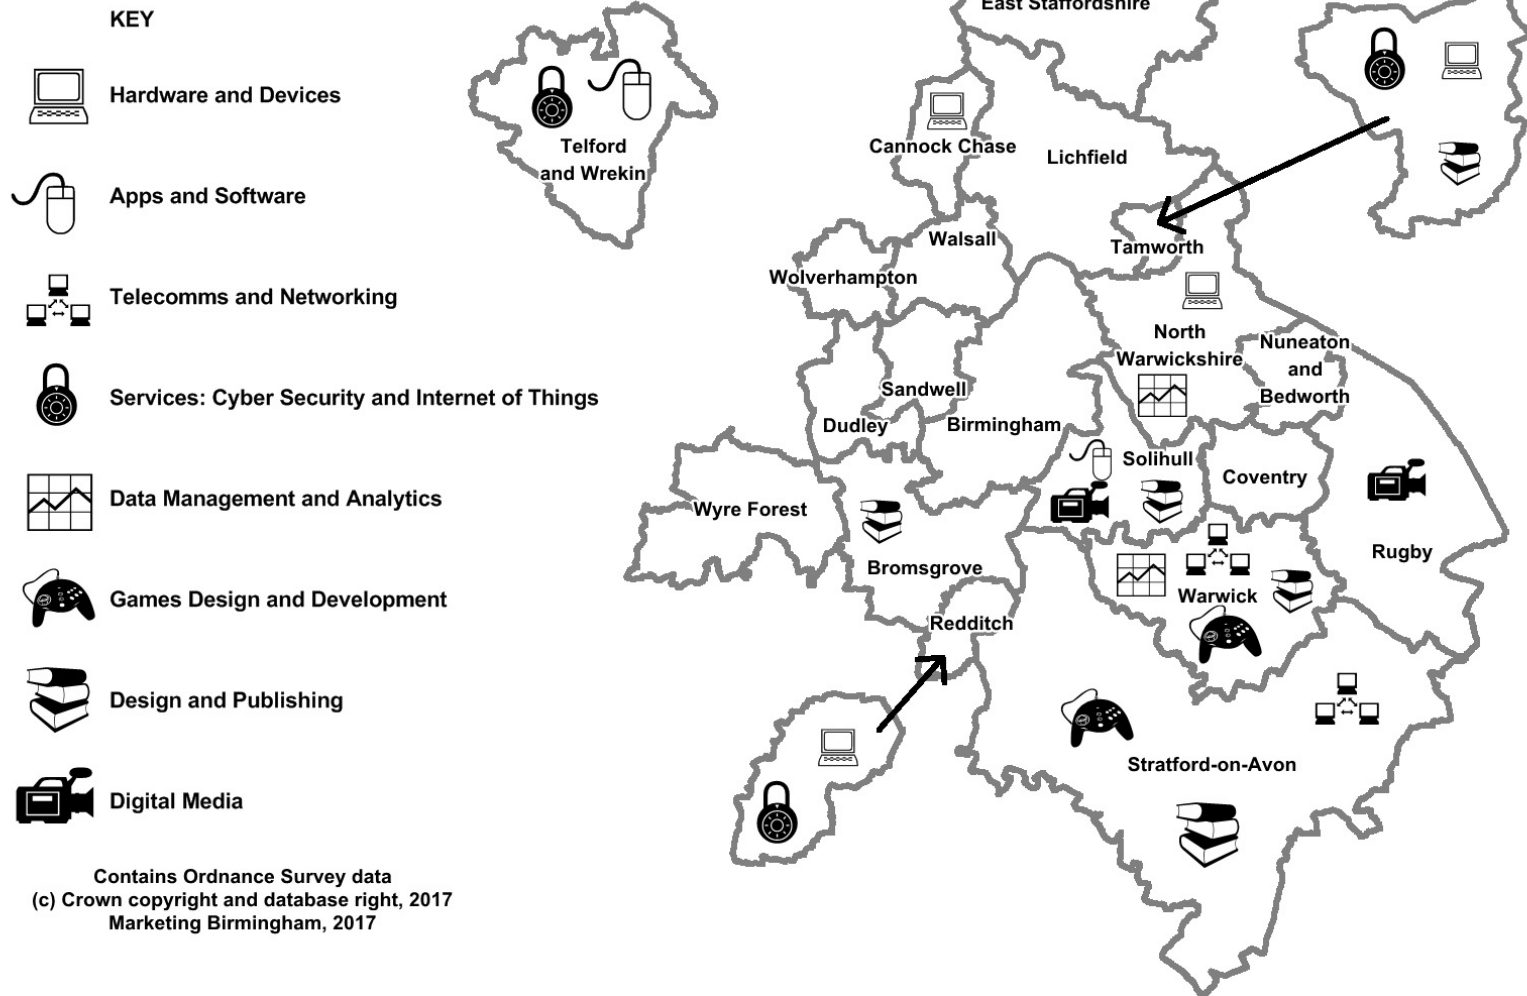 KEY
Hardware and Devices
Apps and Software
Telecomms and Networking
Services: Cyber Security and Internet of Things
Data Management and Analytics
Games Design and Development
Design and Publishing
Digital Media
Contains Ordnance Survey data
(c) Crown copyright and database right, 2017
Marketing Birmingham, 2017
East Staffordshire
Telford
and Wrekin
Cannock Chase
Lichfield
Walsall
Tamworth
Wolverhampton
North
Warwickshire
Nuneaton
and
Bedworth
Sandwell
Dudley
Birmingham
Solihull
Coventry
Wyre Forest
Rugby
Bromsgrove
Warwick
Redditch
Stratford-on-Avon